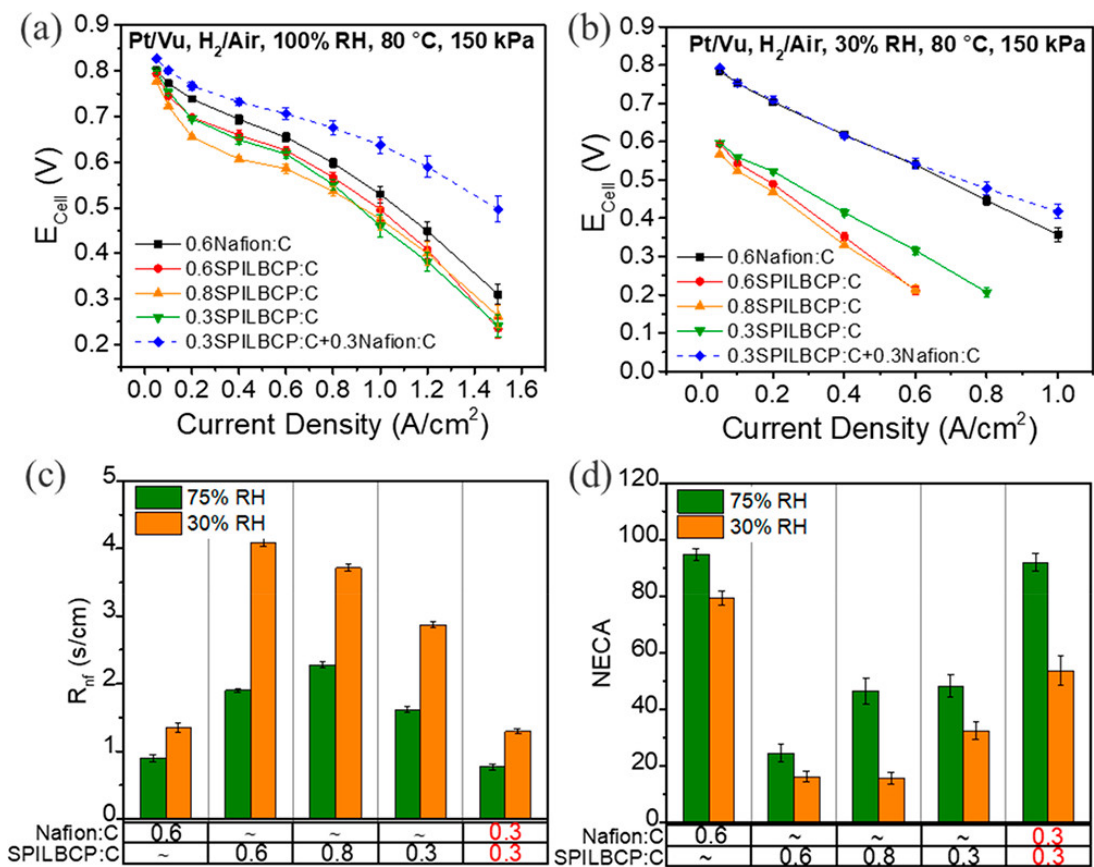 (a)
Pt/Vu, H₂/Air, 100% RH, 80 °C, 150 kPa
0.9
0.8
0.7
0.6
0.5
0.4
0.3
0.2
E_Cell (V)
0.6Nafion:C
0.6SPILBCP:C
0.8SPILBCP:C
0.3SPILBCP:C
0.3SPILBCP:C+0.3Nafion:C
0.0 0.2 0.4 0.6 0.8 1.0 1.2 1.4 1.6
Current Density (A/cm²)
(b)
Pt/Vu, H₂/Air, 30% RH, 80 °C, 150 kPa
0.9
0.8
0.7
0.6
0.5
0.4
0.3
0.2
0.1
0.0
E_Cell (V)
0.6Nafion:C
0.6SPILBCP:C
0.8SPILBCP:C
0.3SPILBCP:C
0.3SPILBCP:C+0.3Nafion:C
0.0 0.2 0.4 0.6 0.8 1.0
Current Density (A/cm²)
(c)
75% RH
30% RH
5
4
3
2
1
0
R_nf (s/cm)
Nafion:C 0.6 ~ ~ ~ 0.3
SPILBCP:C ~ 0.6 0.8 0.3 0.3
(d)
75% RH
30% RH
120
100
80
60
40
20
0
NECA
Nafion:C 0.6 ~ ~ ~ 0.3
SPILBCP:C ~ 0.6 0.8 0.3 0.3